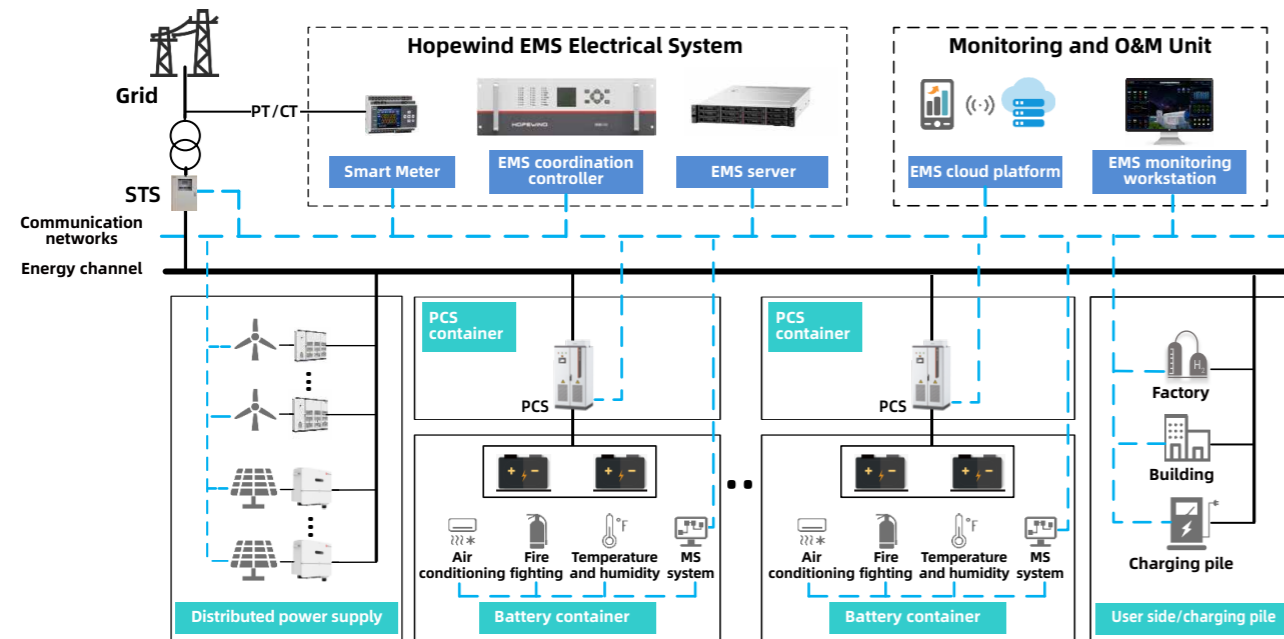 Hopewind EMS Electrical System
Monitoring and O&M Unit
Grid
PT/CT
HOPEWIND
Smart Meter
EMS coordination
controller
EMS server
EMS cloud platform
EMS monitoring
workstation
STS
Communication
networks
Energy channel
PCS
container
PCS
PCS
container
PCS
H₂
Factory
Building
Charging pile
°F
Air
conditioning
Fire
fighting
Temperature
and humidity
MS
system
°F
Air
conditioning
Fire
fighting
Temperature
and humidity
MS
system
Distributed power supply
Battery container
Battery container
User side/charging pile